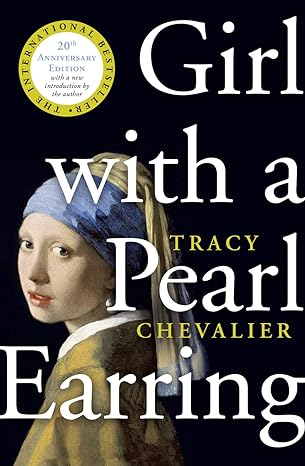 THE INTERNATIONAL BESTSELLER
20th
ANNIVERSARY
EDITION
with a new
introduction by
the author
Girl
with a
TRACY
Pearl
CHEVALIER
Earring